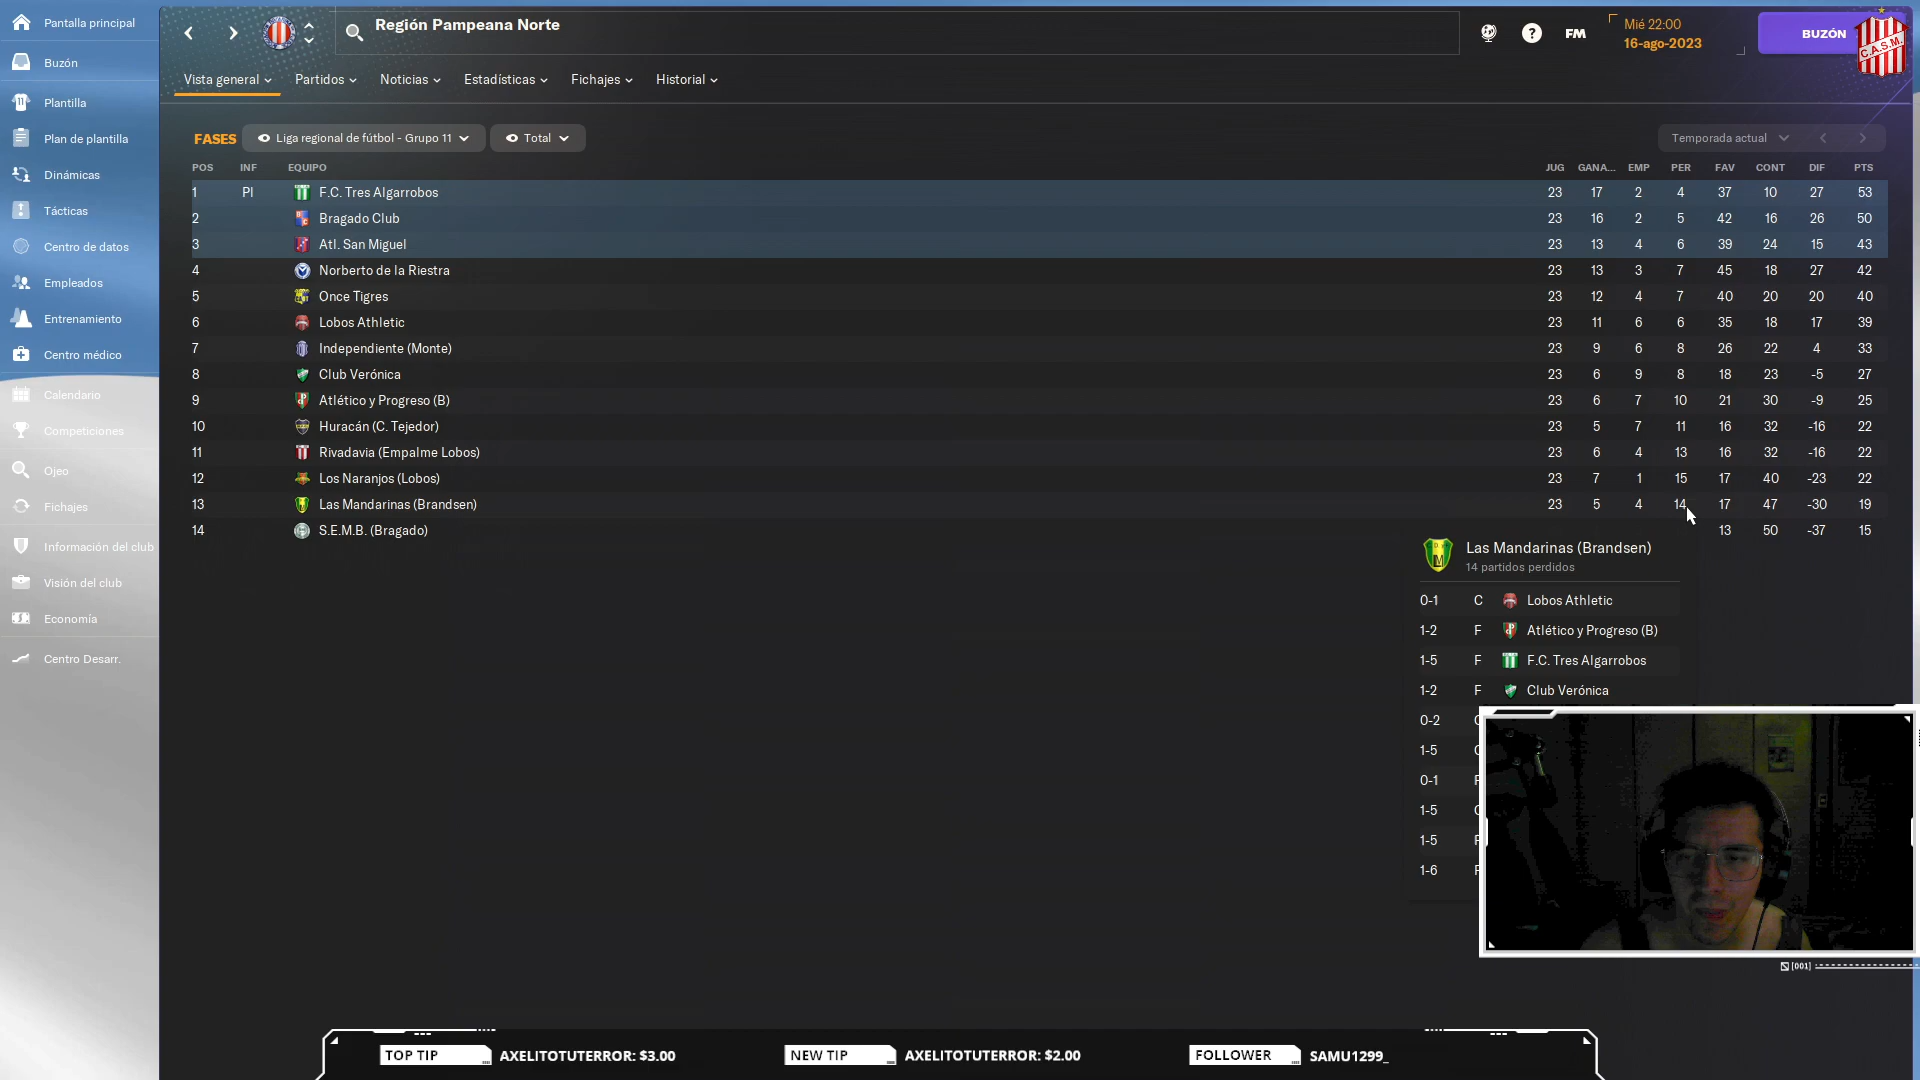 Pantalla principal
Buzón
Plantilla
Plan de plantilla
Dinámicas
Tácticas
Centro de datos
Empleados
Entrenamiento
Centro médico
Calendario
Competiciones
Ojeo
Fichajes
Información del club
Visión del club
Economía
Centro Desarr.
Región Pampeana Norte
FM
Mié 22:00
16-ago-2023
BUZÓN
C.A.S.M.
Vista general Partidos Noticias Estadísticas Fichajes Historial
FASES Liga regional de fútbol - Grupo 11 Total Temporada actual
POS INF EQUIPO JUG GANA... EMP PER FAV CONT DIF PTS
1 PI F.C. Tres Algarrobos 23 17 2 4 37 10 27 53
2 Bragado Club 23 16 2 5 42 16 26 50
3 Atl. San Miguel 23 13 4 6 39 24 15 43
4 Norberto de la Riestra 23 13 3 7 45 18 27 42
5 Once Tigres 23 12 4 7 40 20 20 40
6 Lobos Athletic 23 11 6 6 35 18 17 39
7 Independiente (Monte) 23 9 6 8 26 22 4 33
8 Club Verónica 23 6 9 8 18 23 -5 27
9 Atlético y Progreso (B) 23 6 7 10 21 30 -9 25
10 Huracán (C. Tejedor) 23 5 7 11 16 32 -16 22
11 Rivadavia (Empalme Lobos) 23 6 4 13 16 32 -16 22
12 Los Naranjos (Lobos) 23 7 1 15 17 40 -23 22
13 Las Mandarinas (Brandsen) 23 5 4 14 17 47 -30 19
14 S.E.M.B. (Bragado) 13 50 -37 15
Las Mandarinas (Brandsen)
14 partidos perdidos
0-1 C Lobos Athletic
1-2 F Atlético y Progreso (B)
1-5 F F.C. Tres Algarrobos
1-2 F Club Verónica
0-2
1-5
0-1
1-5
1-5
1-6
[001]
TOP TIP AXELITOTUTERROR: $3.00 NEW TIP AXELITOTUTERROR: $2.00 FOLLOWER SAMU1299_